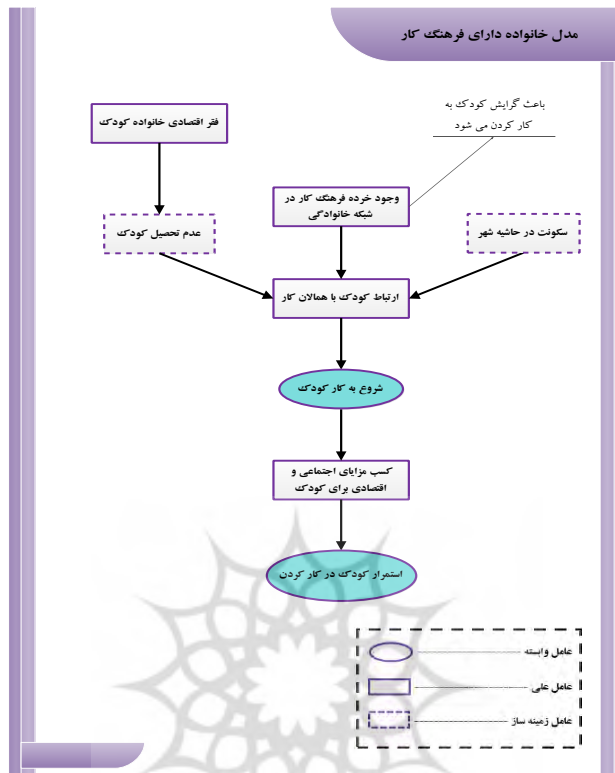 مدل خانواده دارای فرهنگ کار
باعث گرایش کودک به
کار کردن می شود
فقر اقتصادی خانواده کودک
وجود خرده فرهنگ کار در
شبکه خانوادگی
سکونت در حاشیه شهر
عدم تحصیل کودک
ارتباط کودک با همالان کار
شروع به کار کودک
کسب مزایای اجتماعی و
اقتصادی برای کودک
استمرار کودک در کار کردن
عامل وابسته
عامل علی
عامل زمینه ساز